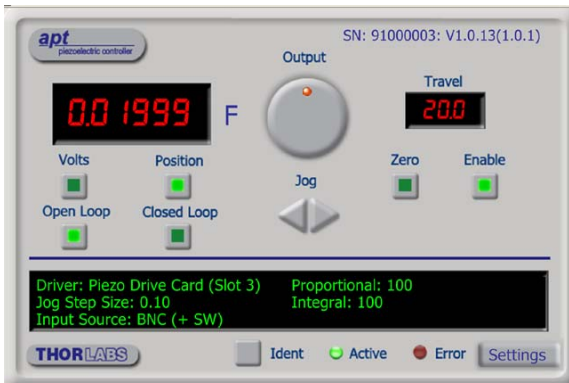 apt
piezoelectric controller
SN: 91000003: V1.0.13(1.0.1)
Output
Travel
0.01999 F
20.0
Volts Position
Zero Enable
Jog
Open Loop Closed Loop
Driver: Piezo Drive Card (Slot 3) Proportional: 100
Jog Step Size: 0.10 Integral: 100
Input Source: BNC (+ SW)
THORLABS Ident Active Error Settings